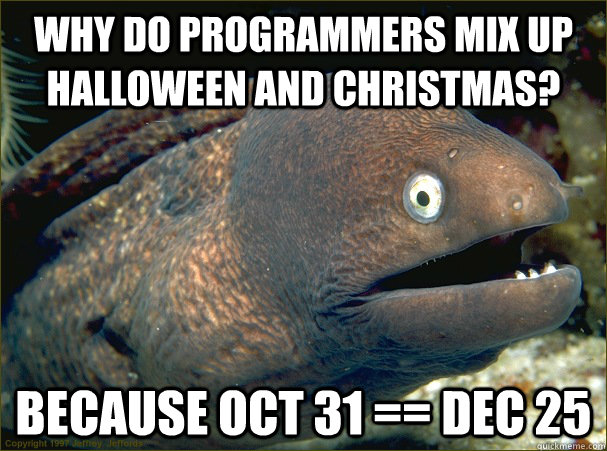 WHY DO PROGRAMMERS MIX UP
HALLOWEEN AND CHRISTMAS?
BECAUSE OCT 31 == DEC 25
Copyright 1997 Jeffrey Jeffords
quickmeme.com